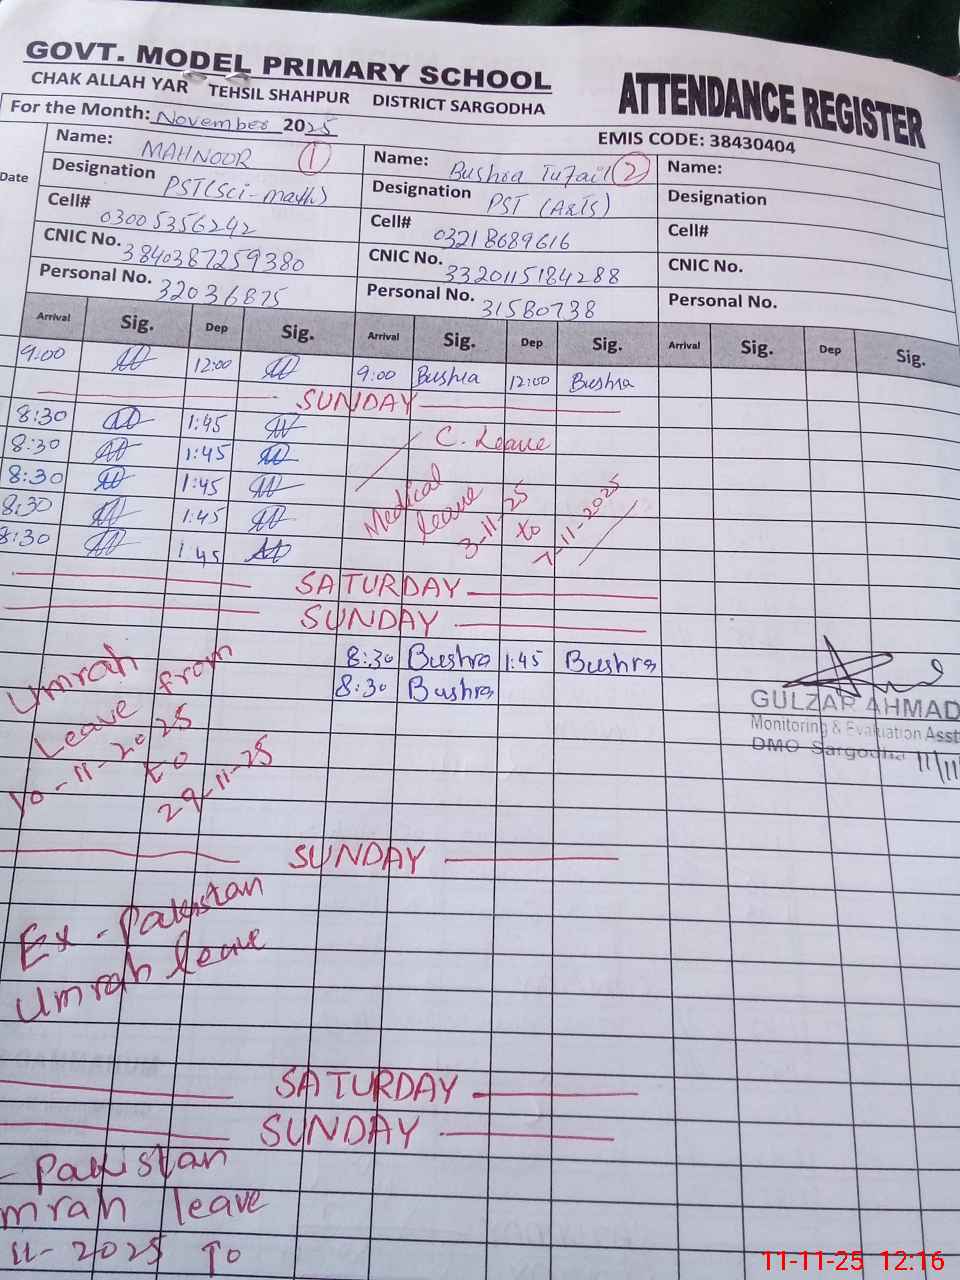 GOVT. MODEL PRIMARY SCHOOL
CHAK ALLAH YAR TEHSIL SHAHPUR DISTRICT SARGODHA
ATTENDANCE REGISTER
For the Month: November 2025
EMIS CODE: 38430404
Date
Name: MAHNOOR 1
Name: Bushra Tufail 2
Name:
Designation PST(Sci-math)
Designation PST (ARTS)
Designation
Cell# 03005356242
Cell# 03218689616
Cell#
CNIC No. 3840387259380
CNIC No. 3320115184288
CNIC No.
Personal No. 32036875
Personal No. 31580738
Personal No.
Arrival Sig. Dep Sig. Arrival Sig. Dep Sig. Arrival Sig. Dep Sig.
9:00 12:00 9:00 Bushra 12:00 Bushra
SUNDAY
8:30 1:45 C. Leave
8:30 1:45
8:30 1:45
8:30 1:45
8:30 1:45
Medical
leave
3-11-25
to
7-11-2025
SATURDAY
SUNDAY
8:30 Bushra 1:45 Bushra
8:30 Bushra
Umrah
Leave from
10-11-2025
to
29-11-25
GULZAR AHMAD
Monitoring & Evaluation Asst
DMO Sargodha 11/11
SUNDAY
Ex-Pakistan
Umrah leave
SATURDAY
SUNDAY
- Pakistan
mrah leave
11-2025 To
11-11-25 12:16